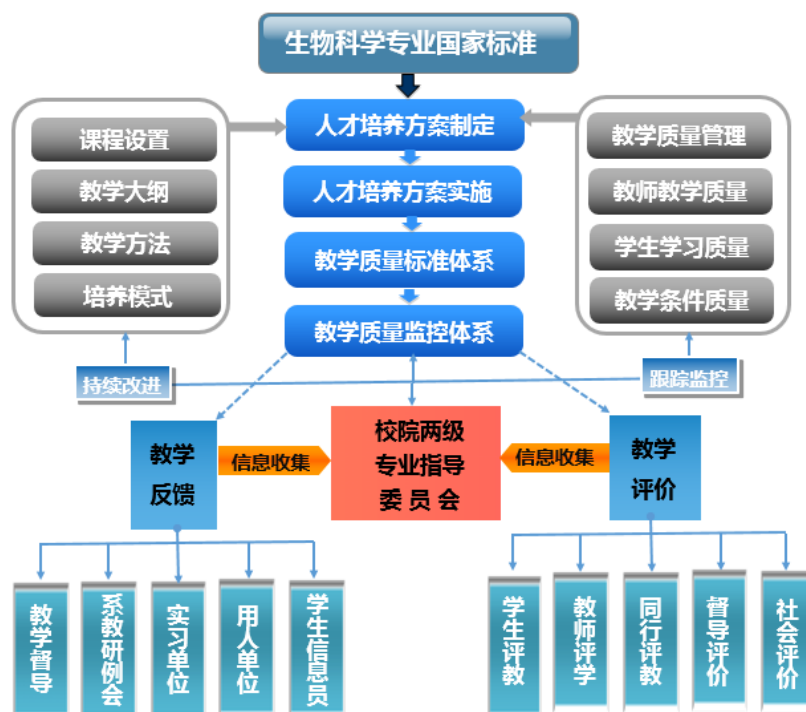 生物科学专业国家标准
人才培养方案制定
人才培养方案实施
教学质量标准体系
教学质量监控体系
课程设置
教学大纲
教学方法
培养模式
教学质量管理
教师教学质量
学生学习质量
教学条件质量
持续改进
跟踪监控
教学
反馈
信息收集
校院两级
专业指导
委员会
信息收集
教学
评价
教学督导
系教研例会
实习单位
用人单位
学生信息员
学生评教
教师评学
同行评教
督导评价
社会评价